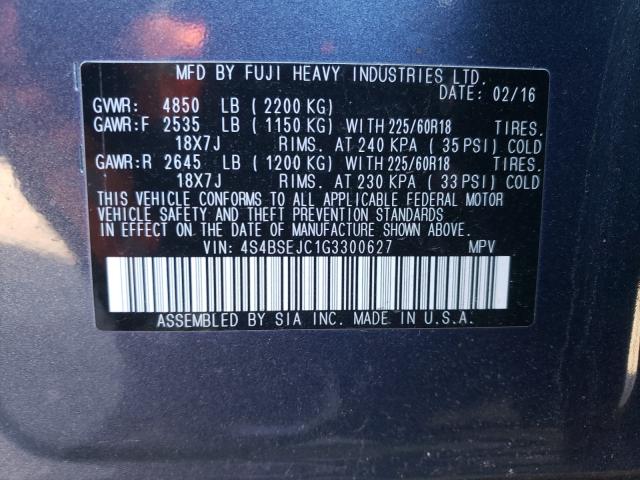 MFD BY FUJI HEAVY INDUSTRIES LTD.
DATE: 02/16
GVWR: 4850 LB ( 2200 KG)
GAWR:F 2535 LB ( 1150 KG) WITH 225/60R18 TIRES.
18X7J RIMS. AT 240 KPA ( 35 PSI) COLD
GAWR:R 2645 LB ( 1200 KG) WITH 225/60R18 TIRES.
18X7J RIMS. AT 230 KPA ( 33 PSI) COLD
THIS VEHICLE CONFORMS TO ALL APPLICABLE FEDERAL MOTOR
VEHICLE SAFETY AND THEFT PREVENTION STANDARDS
IN EFFECT ON THE DATE OF MANUFACTURE SHOWN ABOVE.
VIN: 4S4BSEJC1G3300627 MPV
ASSEMBLED BY SIA INC. MADE IN U.S.A.